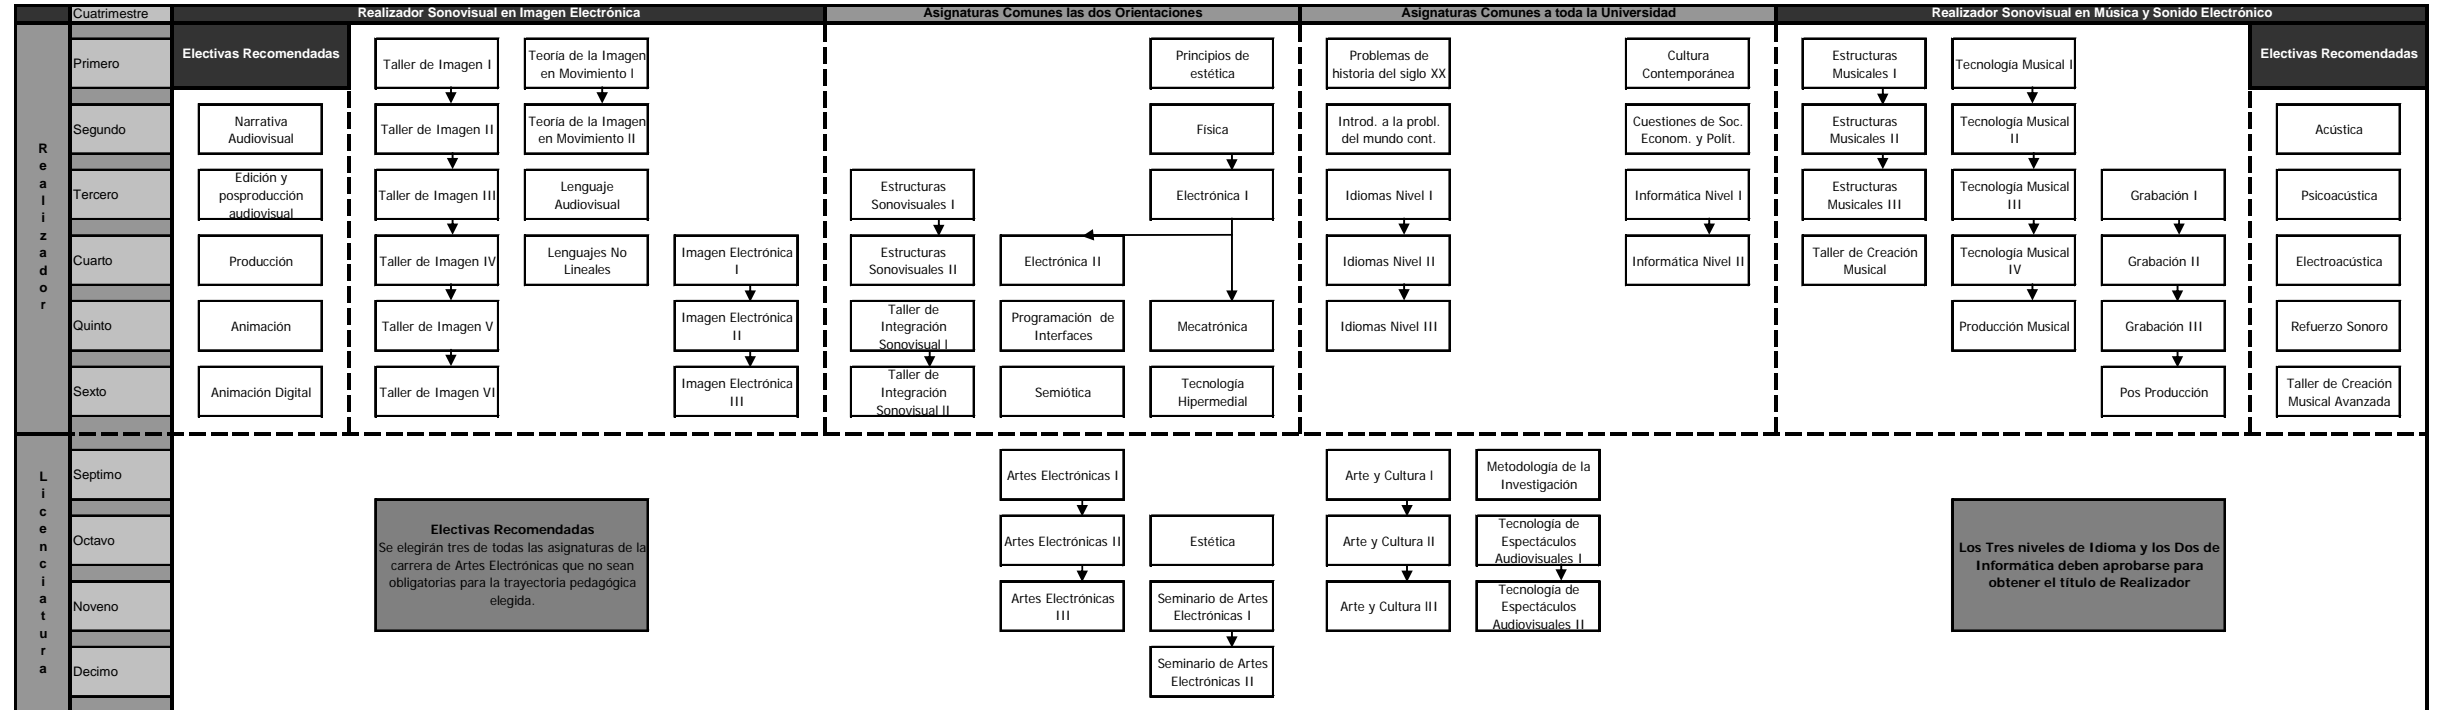 Cuatrimestre
Realizador Sonovisual en Imagen Electrónica
Asignaturas Comunes las dos Orientaciones
Asignaturas Comunes a toda la Universidad
Realizador Sonovisual en Música y Sonido Electrónico
Realizador
Primero
Electivas Recomendadas
Taller de Imagen I
Teoría de la Imagen
en Movimiento I
Principios de
estética
Problemas de
historia del siglo XX
Cultura
Contemporánea
Estructuras
Musicales I
Tecnología Musical I
Electivas Recomendadas
Segundo
Narrativa
Audiovisual
Taller de Imagen II
Teoría de la Imagen
en Movimiento II
Física
Introd. a la probl.
del mundo cont.
Cuestiones de Soc.
Econom. y Polít.
Estructuras
Musicales II
Tecnología Musical
II
Acústica
Tercero
Edición y
posproducción
audiovisual
Taller de Imagen III
Lenguaje
Audiovisual
Estructuras
Sonovisuales I
Electrónica I
Idiomas Nivel I
Informática Nivel I
Estructuras
Musicales III
Tecnología Musical
III
Grabación I
Psicoacústica
Cuarto
Producción
Taller de Imagen IV
Lenguajes No
Lineales
Imagen Electrónica
I
Estructuras
Sonovisuales II
Electrónica II
Idiomas Nivel II
Informática Nivel II
Taller de Creación
Musical
Tecnología Musical
IV
Grabación II
Electroacústica
Quinto
Animación
Taller de Imagen V
Imagen Electrónica
II
Taller de
Integración
Sonovisual I
Programación de
Interfaces
Mecatrónica
Idiomas Nivel III
Producción Musical
Grabación III
Refuerzo Sonoro
Sexto
Animación Digital
Taller de Imagen VI
Imagen Electrónica
III
Taller de
Integración
Sonovisual II
Semiótica
Tecnología
Hipermedial
Pos Producción
Taller de Creación
Musical Avanzada
Licenciatura
Septimo
Artes Electrónicas I
Arte y Cultura I
Metodología de la
Investigación
Octavo
Electivas Recomendadas
Se elegirán tres de todas las asignaturas de la
carrera de Artes Electrónicas que no sean
obligatorias para la trayectoria pedagógica
elegida.
Artes Electrónicas II
Estética
Arte y Cultura II
Tecnología de
Espectáculos
Audiovisuales I
Los Tres niveles de Idioma y los Dos de
Informática deben aprobarse para
obtener el título de Realizador
Noveno
Artes Electrónicas
III
Seminario de Artes
Electrónicas I
Arte y Cultura III
Tecnología de
Espectáculos
Audiovisuales II
Decimo
Seminario de Artes
Electrónicas II